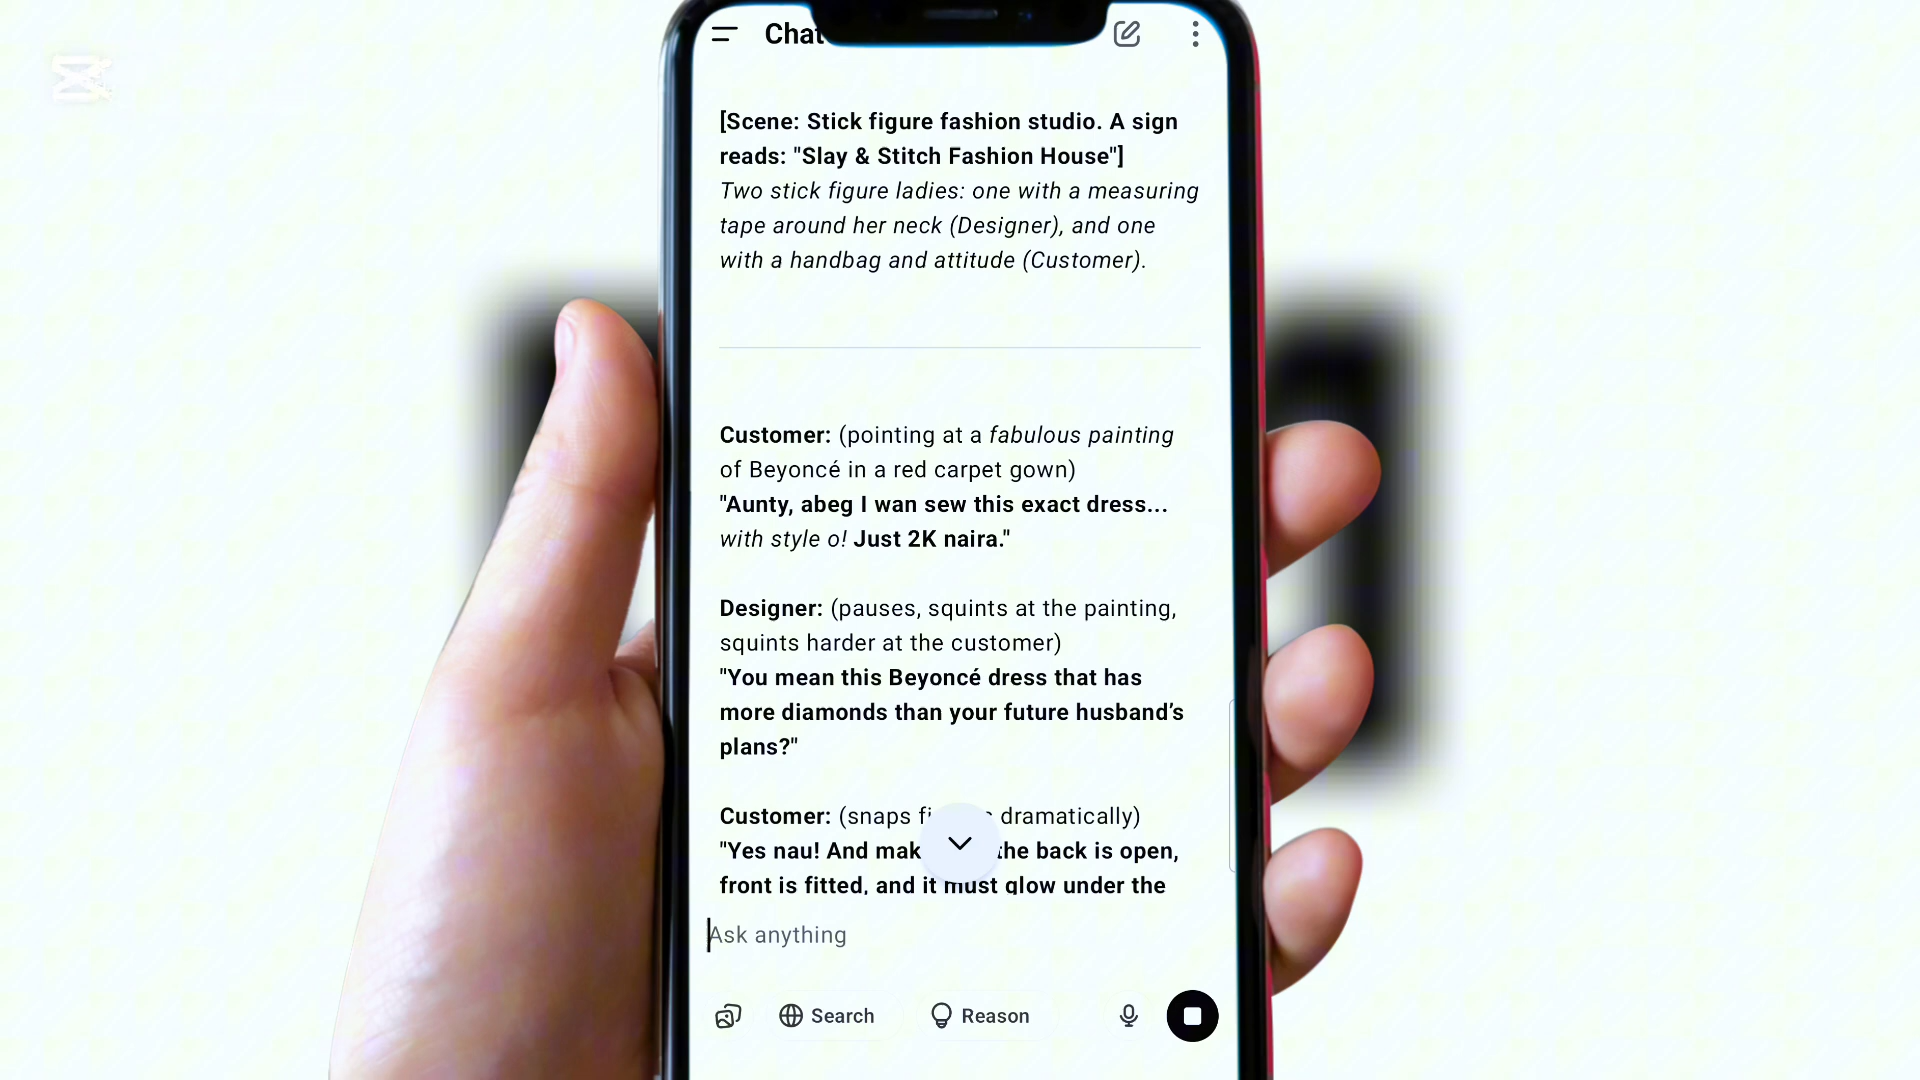 Chat
[Scene: Stick figure fashion studio. A sign
reads: "Slay & Stitch Fashion House"]
Two stick figure ladies: one with a measuring
tape around her neck (Designer), and one
with a handbag and attitude (Customer).
Customer: (pointing at a fabulous painting
of Beyoncé in a red carpet gown)
"Aunty, abeg I wan sew this exact dress...
with style o! Just 2K naira."
Designer: (pauses, squints at the painting,
squints harder at the customer)
"You mean this Beyoncé dress that has
more diamonds than your future husband’s
plans?"
Customer: (snaps dramatically)
"Yes nau! And the back is open,
front is fitted, and it must glow under the
Ask anything
Search Reason